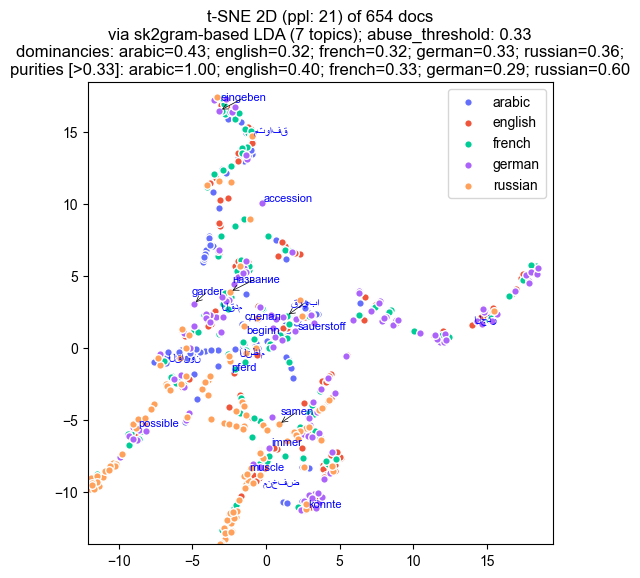 t-SNE 2D (ppl: 21) of 654 docs
via sk2gram-based LDA (7 topics); abuse_threshold: 0.33
dominancies: arabic=0.43; english=0.32; french=0.32; german=0.33; russian=0.36;
purities [>0.33]: arabic=1.00; english=0.40; french=0.33; german=0.29; russian=0.60
arabic
english
french
german
russian
eingeben
accession
название
garder
сделал
beginn
sauerstoff
pferd
samen
possible
immer
muscle
könnte
15
10
5
0
−5
−10
−10
−5
0
5
10
15